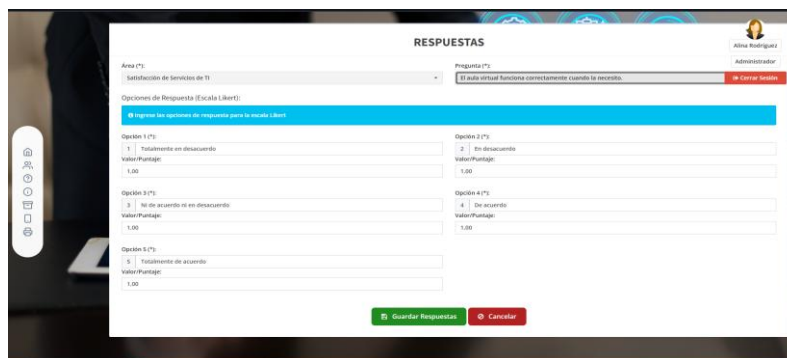 RESPUESTAS
Alina Rodriguez
Administrador
Cerrar Sesión
Área (*):
Satisfacción de Servicios de TI
Pregunta (*):
El aula virtual funciona correctamente cuando la necesito.
Opciones de Respuesta (Escala Likert):
Ingrese las opciones de respuesta para la escala Likert
Opción 1 (*):
1 Totalmente en desacuerdo
Valor/Puntaje:
1,00
Opción 2 (*):
2 En desacuerdo
Valor/Puntaje:
1,00
Opción 3 (*):
3 Ni de acuerdo ni en desacuerdo
Valor/Puntaje:
1,00
Opción 4 (*):
4 De acuerdo
Valor/Puntaje:
1,00
Opción 5 (*):
5 Totalmente de acuerdo
Valor/Puntaje:
1,00
Guardar Respuestas
Cancelar